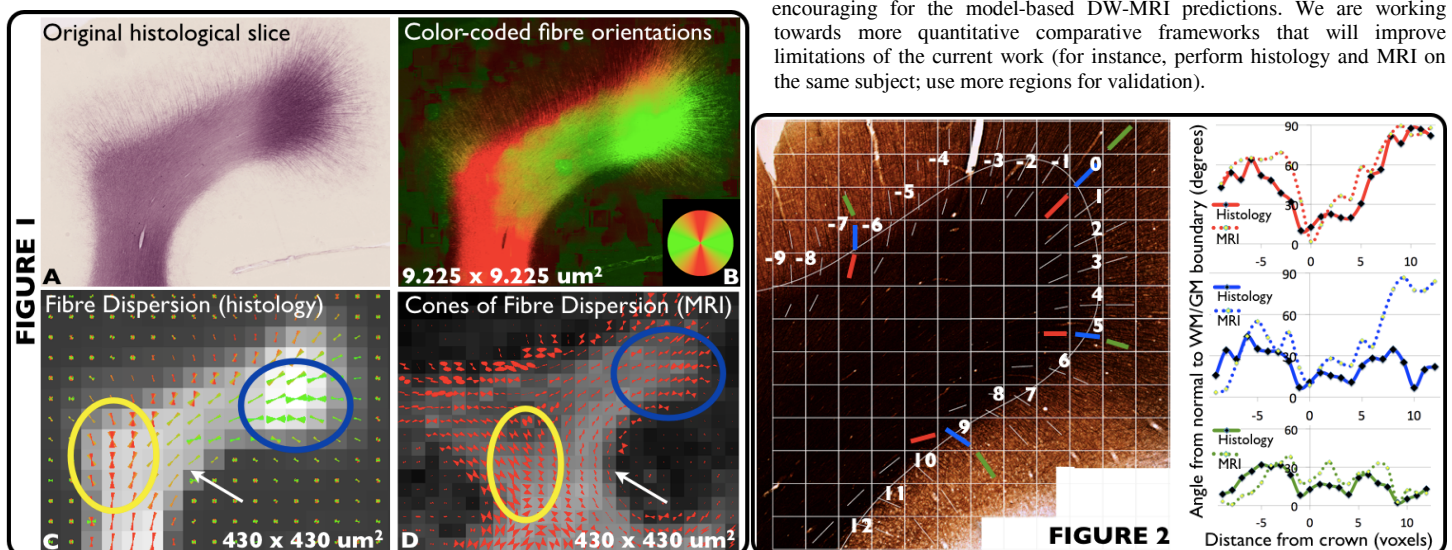 encouraging for the model-based DW-MRI predictions. We are working
towards more quantitative comparative frameworks that will improve
limitations of the current work (for instance, perform histology and MRI on
the same subject; use more regions for validation).
FIGURE 1
Original histological slice
A
Color-coded fibre orientations
9.225 x 9.225 um²
B
Fibre Dispersion (histology)
C
430 x 430 um²
Cones of Fibre Dispersion (MRI)
D
430 x 430 um²
-4
-3
-2
-1
0
1
-5
2
-7
-6
3
-9
-8
4
5
6
-8
7
9
10
11
12
FIGURE 2
Angle from normal to WM/GM boundary (degrees)
90
60
30
0
Histology
MRI
-5
0
5
10
90
60
30
0
Histology
MRI
-5
0
5
10
60
30
0
Histology
MRI
-5
0
5
10
Distance from crown (voxels)